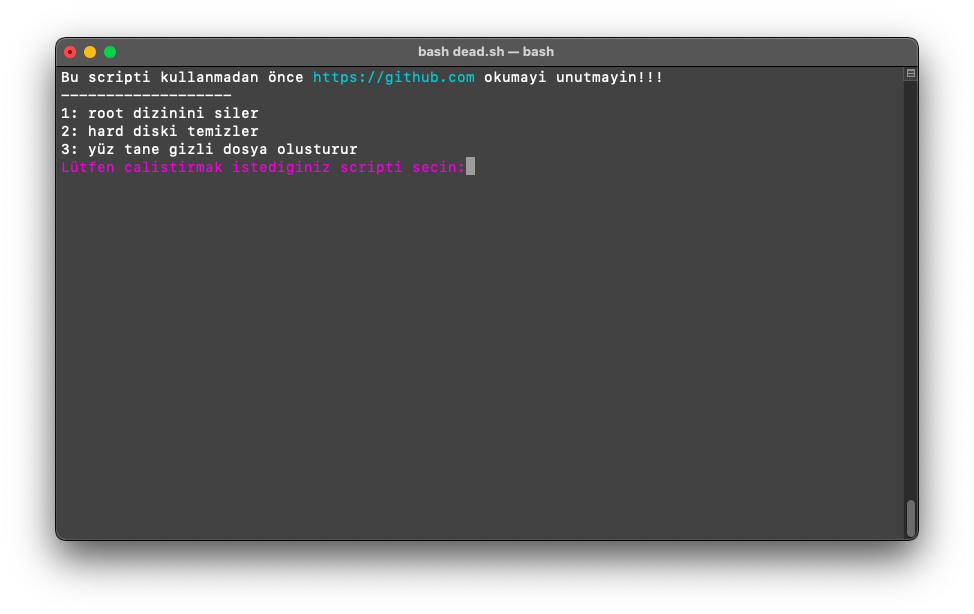 bash dead.sh — bash
Bu scripti kullanmadan önce https://github.com okumayi unutmayin!!!
-------------------
1: root dizinini siler
2: hard diski temizler
3: yüz tane gizli dosya olusturur
Lütfen calistirmak istediginiz scripti secin: